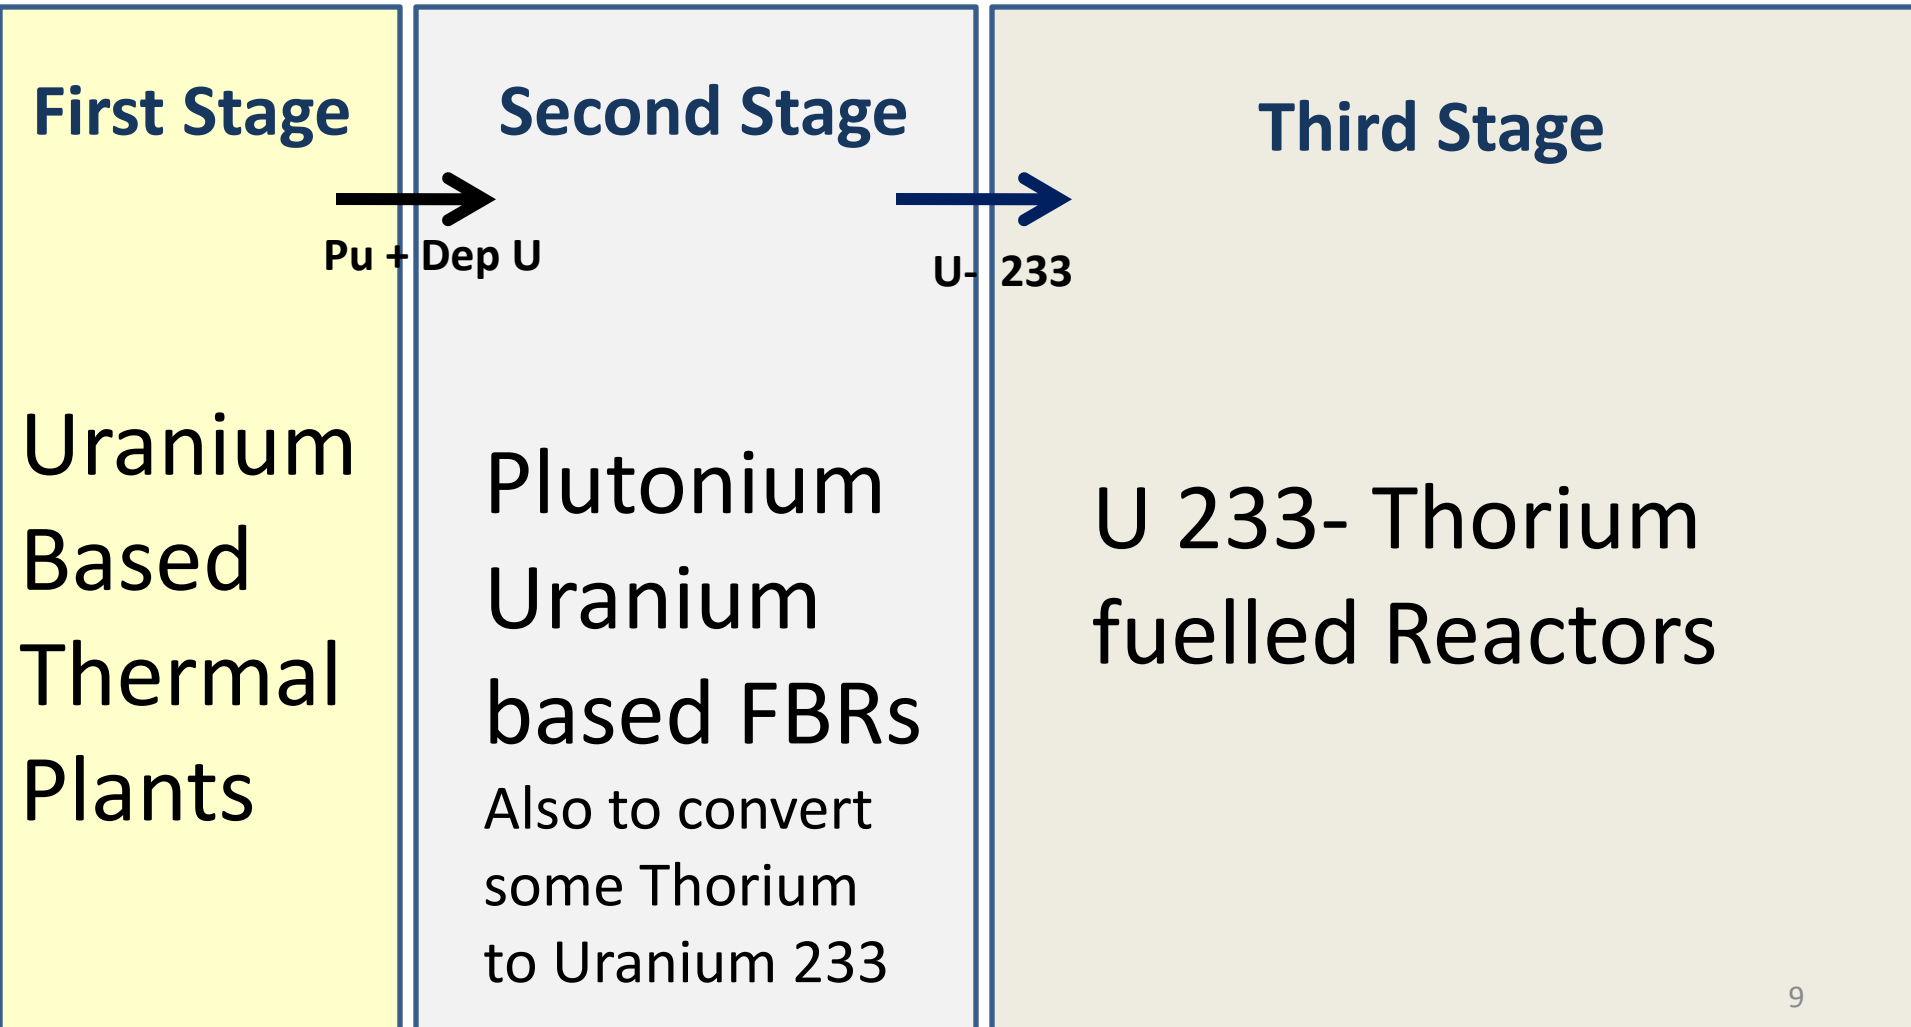 First Stage
Second Stage
Third Stage
Pu + Dep U
U- 233
Uranium
Based
Thermal
Plants
Plutonium
Uranium
based FBRs
Also to convert
some Thorium
to Uranium 233
U 233- Thorium
fuelled Reactors
9